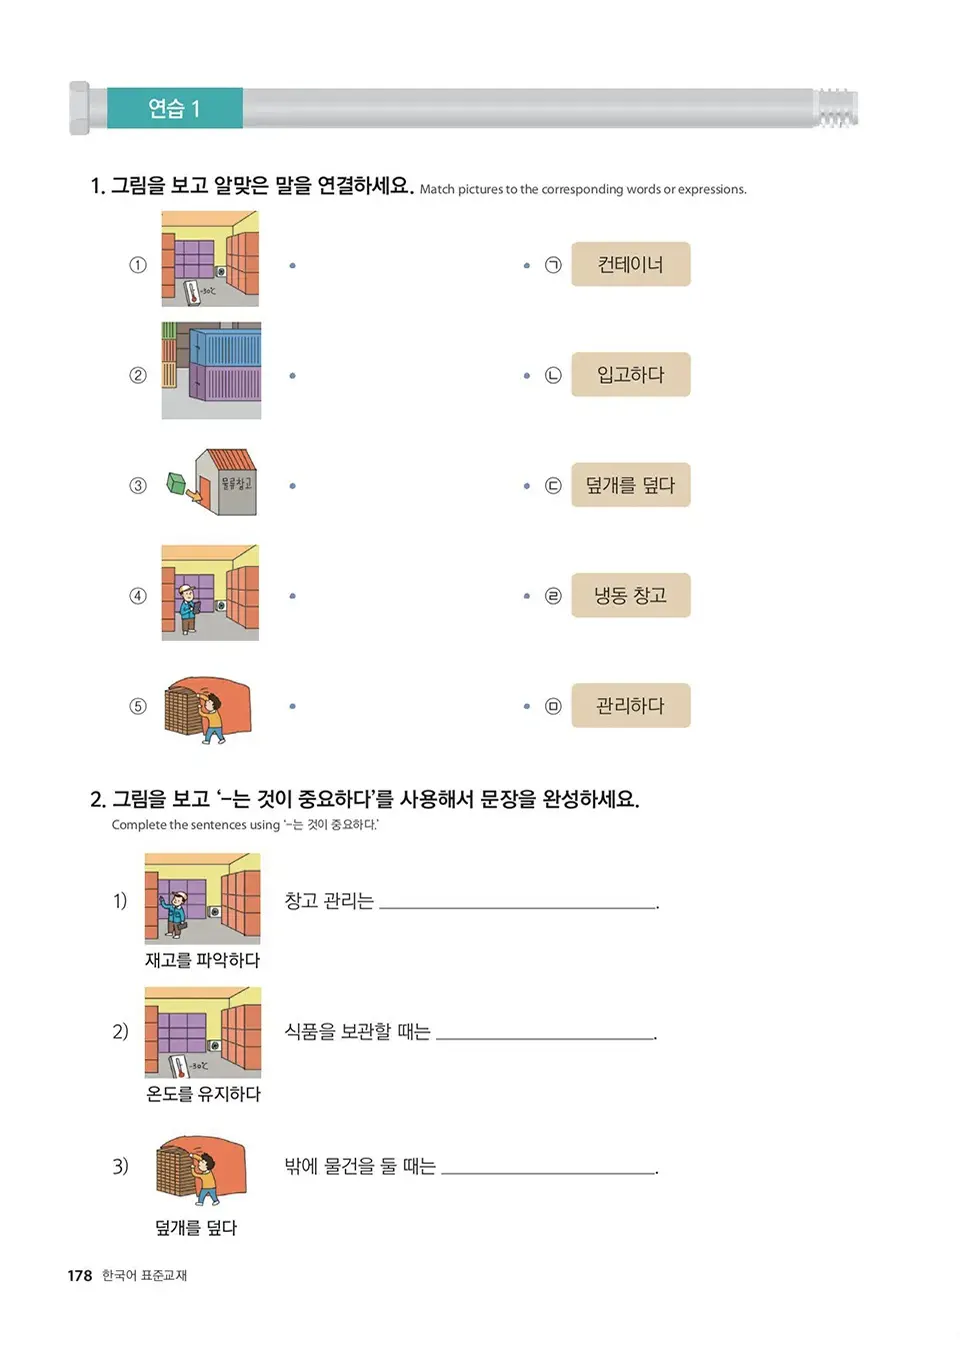 연습 1
1. 그림을 보고 알맞은 말을 연결하세요. Match pictures to the corresponding words or expressions.
① -30℃ ㉠ 컨테이너
② ㉡ 입고하다
③ 물류창고 ㉢ 덮개를 덮다
④ ㉣ 냉동 창고
⑤ ㉤ 관리하다
2. 그림을 보고 ‘-는 것이 중요하다’를 사용해서 문장을 완성하세요.
Complete the sentences using ‘-는 것이 중요하다.’
1) 창고 관리는 ______________________________.
재고를 파악하다
2) 식품을 보관할 때는 ________________________.
-30℃
온도를 유지하다
3) 밖에 물건을 둘 때는 ________________________.
덮개를 덮다
178 한국어 표준교재